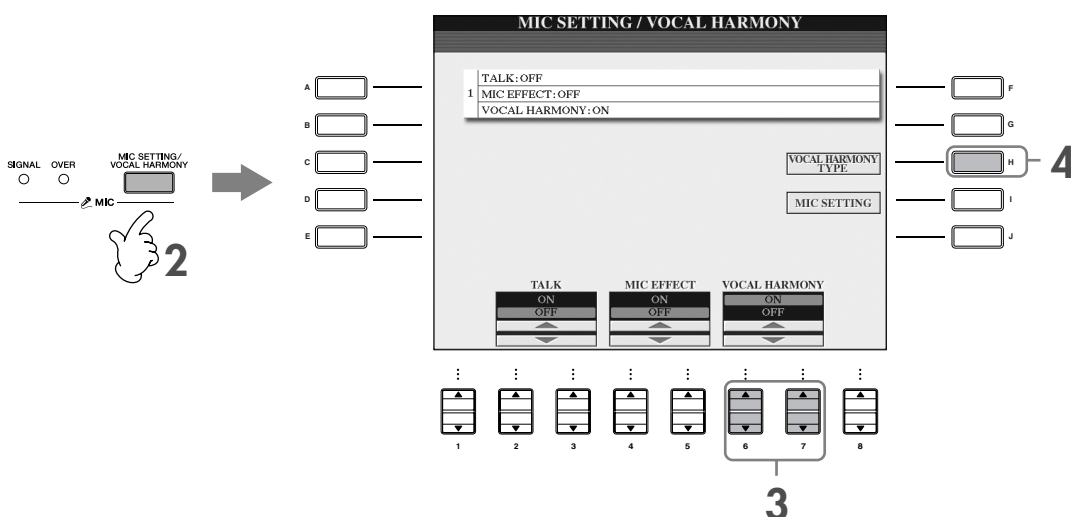 MIC SETTING / VOCAL HARMONY
A
B
C
D
E
1
TALK:OFF
MIC EFFECT:OFF
VOCAL HARMONY:ON
F
G
H
I
J
4
VOCAL HARMONY
TYPE
MIC SETTING
SIGNAL OVER
MIC SETTING/
VOCAL HARMONY
MIC
2
TALK MIC EFFECT VOCAL HARMONY
ON ON ON
OFF OFF OFF
1 2 3 4 5 6 7 8
3